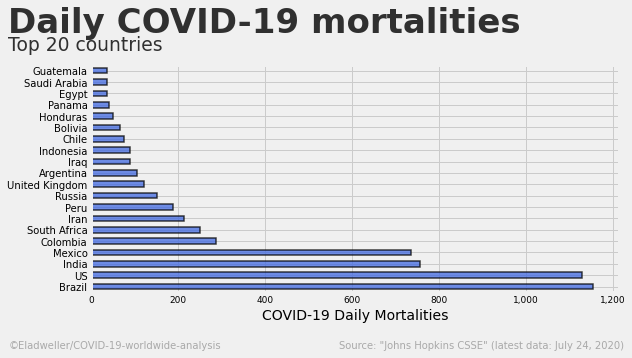 Daily COVID-19 mortalities
Top 20 countries
Guatemala
Saudi Arabia
Egypt
Panama
Honduras
Bolivia
Chile
Indonesia
Iraq
Argentina
United Kingdom
Russia
Peru
Iran
South Africa
Colombia
Mexico
India
US
Brazil
0 200 400 600 800 1,000 1,200
COVID-19 Daily Mortalities
©Eladweller/COVID-19-worldwide-analysis Source: "Johns Hopkins CSSE" (latest data: July 24, 2020)